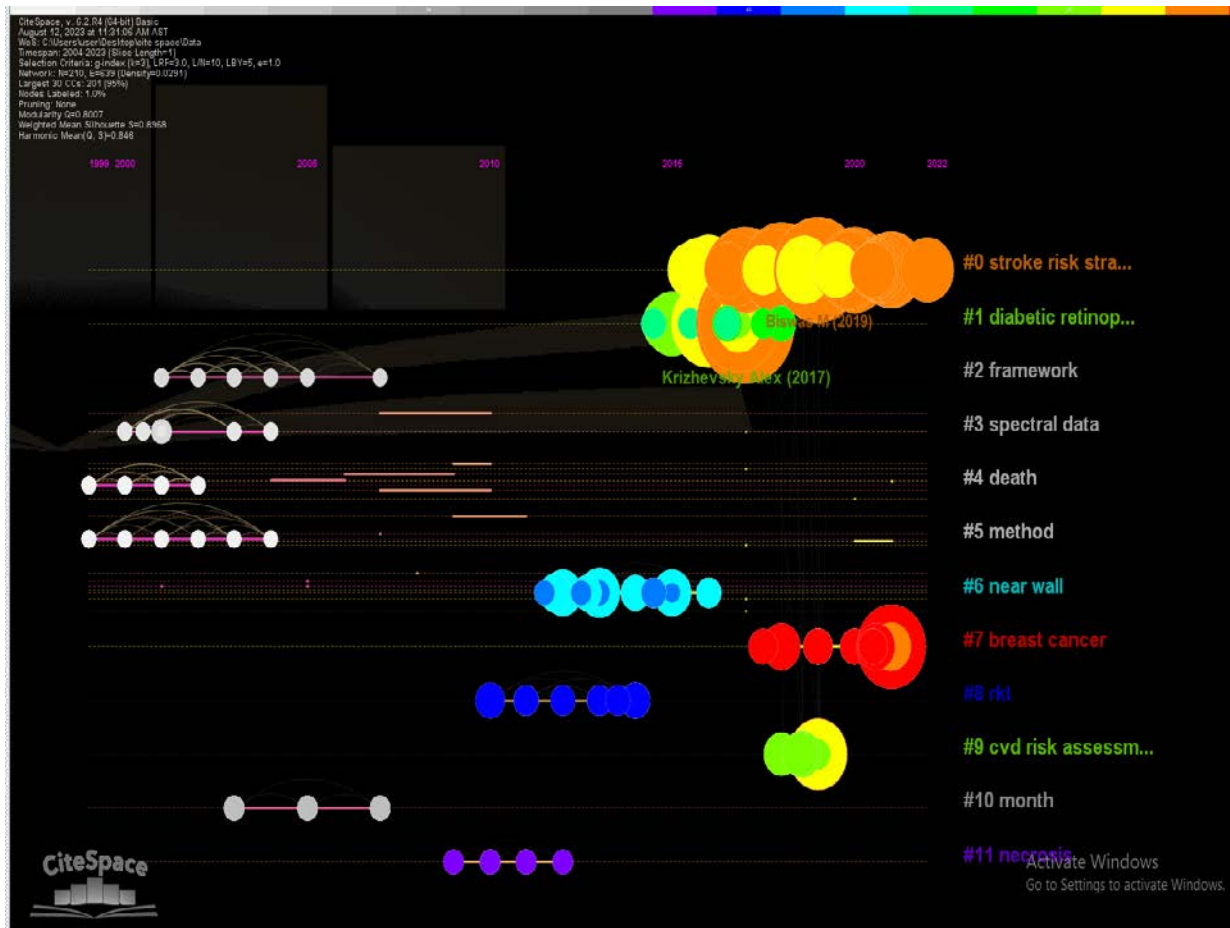 CiteSpace, v. 6.2.R4 (64-bit) Basic
August 12, 2023 at 11:31:06 AM AST
WoS: C:\Users\user\Desktop\cite space\Data
Timespan: 2004-2023 (Slice Length=1)
Selection Criteria: g-index (k=3), LRF=3.0, L/N=10, LBY=5, e=1.0
Network: N=210, E=639 (Density=0.0291)
Largest 30 CCs: 201 (95%)
Nodes Labeled: 1.0%
Pruning: None
Modularity Q=0.8007
Weighted Mean Silhouette S=0.8968
Harmonic Mean(Q, S)=0.846
1999 2000 2005 2010 2015 2020 2022
#0 stroke risk stra...
Biswas M (2019)
#1 diabetic retinop...
Krizhevsky Alex (2017)
#2 framework
#3 spectral data
#4 death
#5 method
#6 near wall
#7 breast cancer
#8 rkt
#9 cvd risk assessm...
#10 month
#11 necrosis
CiteSpace
Activate Windows
Go to Settings to activate Windows.